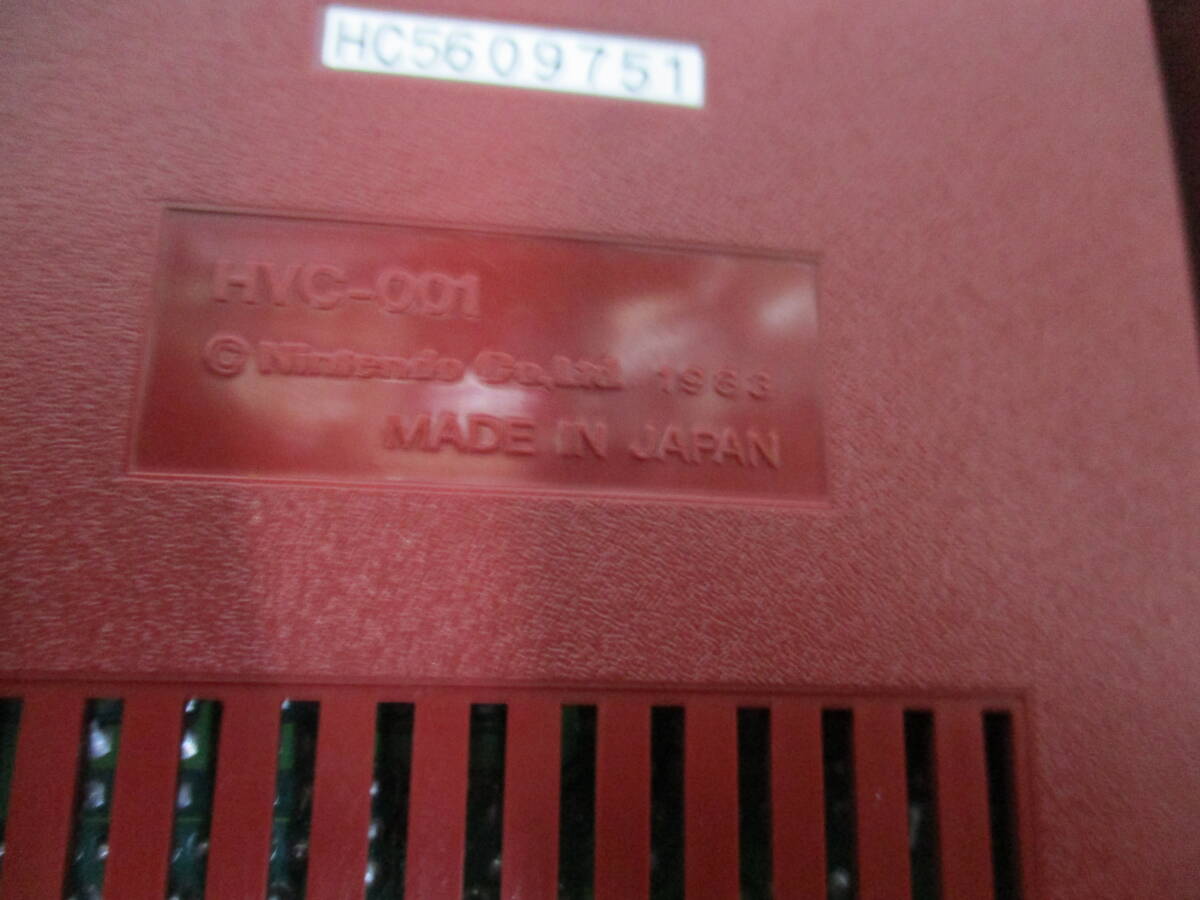 HC5609751
HVC-001
© Nintendo Co.,Ltd. 1983
MADE IN JAPAN